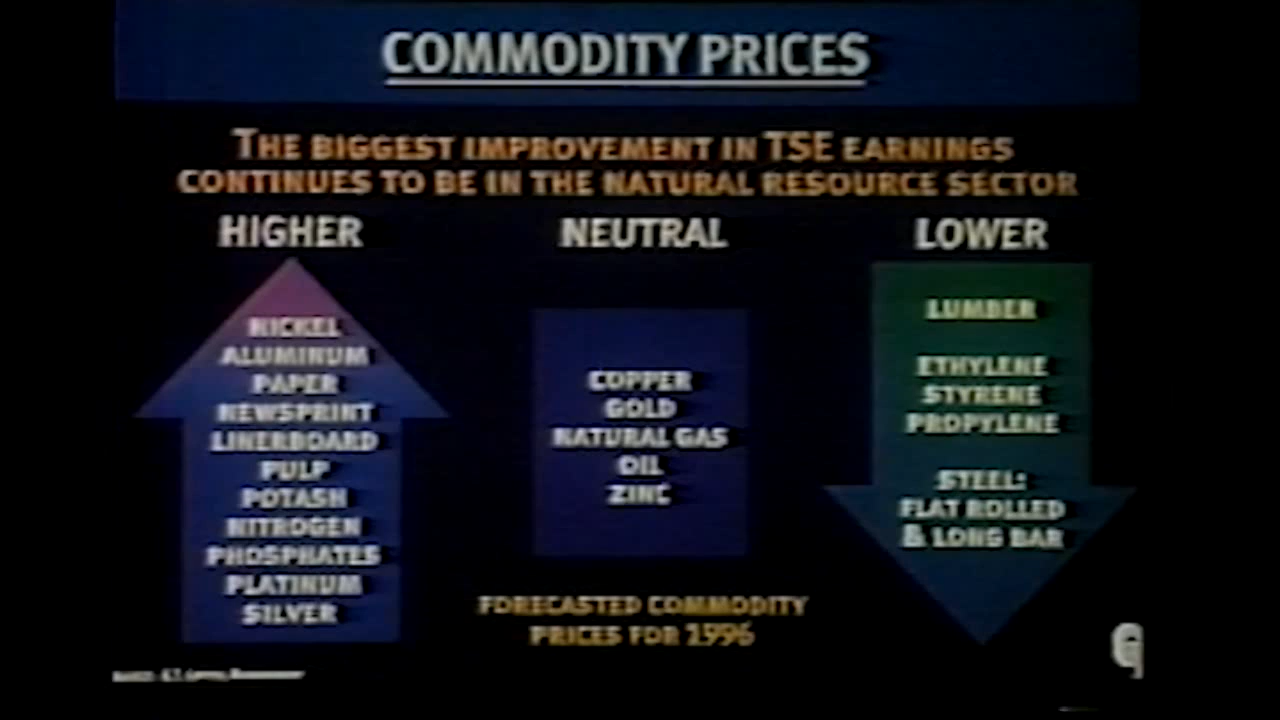 COMMODITY PRICES
THE BIGGEST IMPROVEMENT IN TSE EARNINGS
CONTINUES TO BE IN THE NATURAL RESOURCE SECTOR
HIGHER
NICKEL
ALUMINUM
PAPER
NEWSPRINT
LINERBOARD
PULP
POTASH
NITROGEN
PHOSPHATES
PLATINUM
SILVER
NEUTRAL
COPPER
GOLD
NATURAL GAS
OIL
ZINC
LOWER
LUMBER
ETHYLENE
STYRENE
PROPYLENE
STEEL:
FLAT ROLLED
& LONG BAR
FORECASTED COMMODITY
PRICES FOR 1996